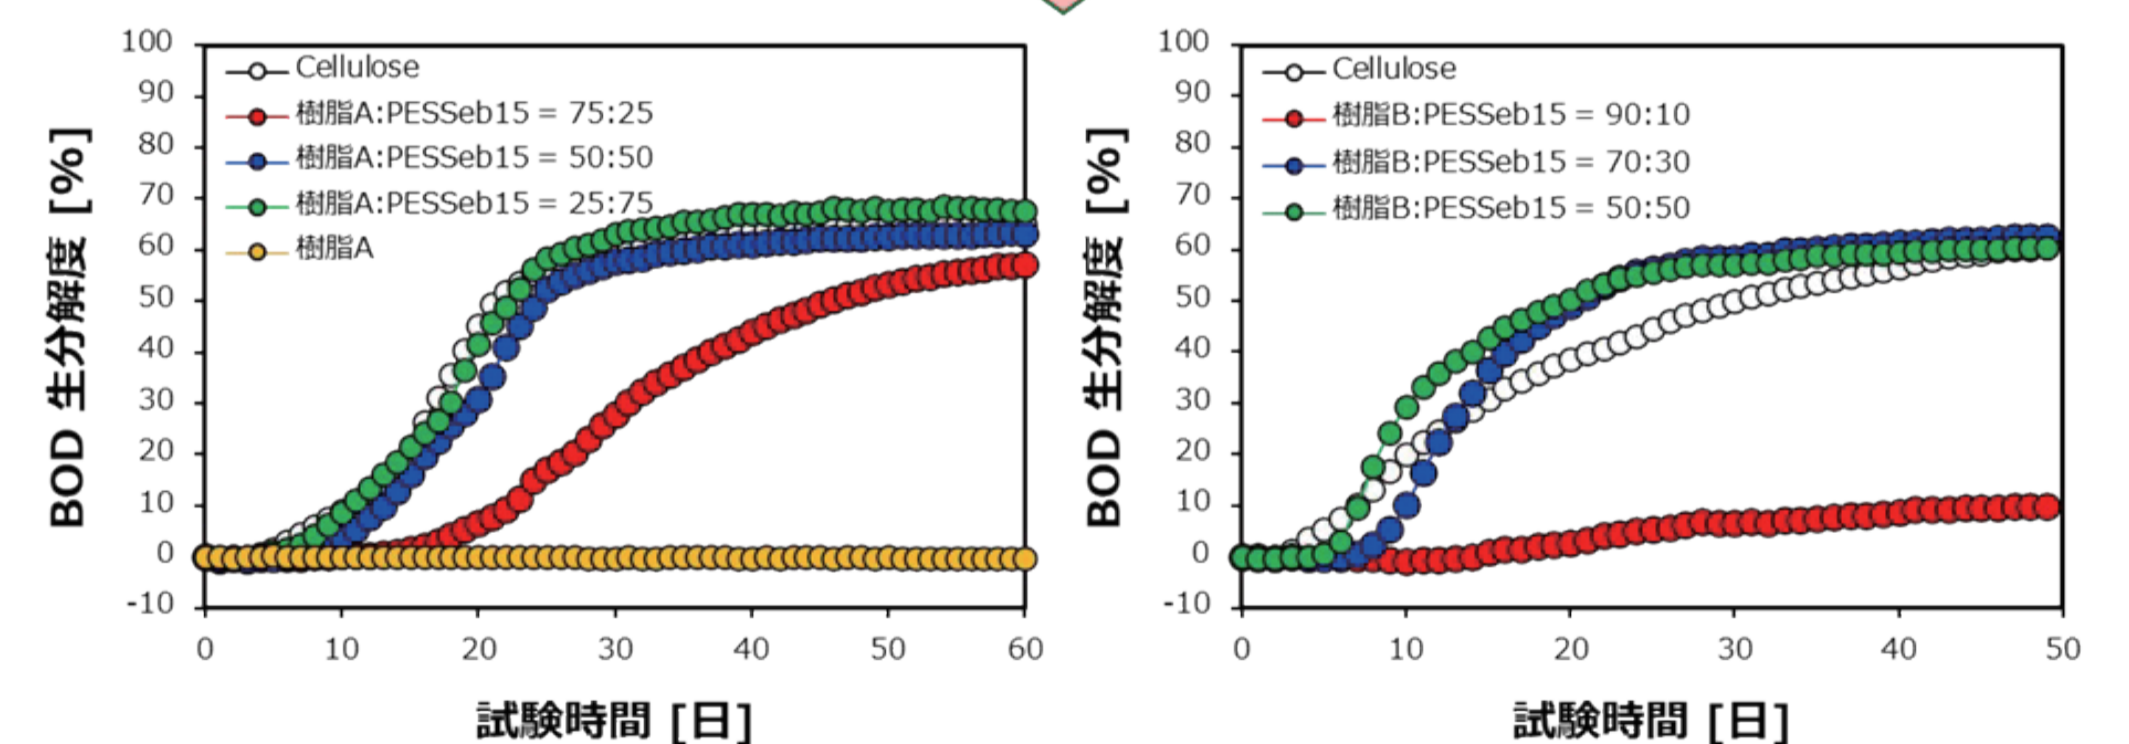 100
90
80
70
60
50
40
30
20
10
0
-10
BOD 生分解度 [%]
Cellulose
樹脂A:PESSeb15 = 75:25
樹脂A:PESSeb15 = 50:50
樹脂A:PESSeb15 = 25:75
樹脂A
0 10 20 30 40 50 60
試験時間 [日]
100
90
80
70
60
50
40
30
20
10
0
-10
BOD 生分解度 [%]
Cellulose
樹脂B:PESSeb15 = 90:10
樹脂B:PESSeb15 = 70:30
樹脂B:PESSeb15 = 50:50
0 10 20 30 40 50
試験時間 [日]